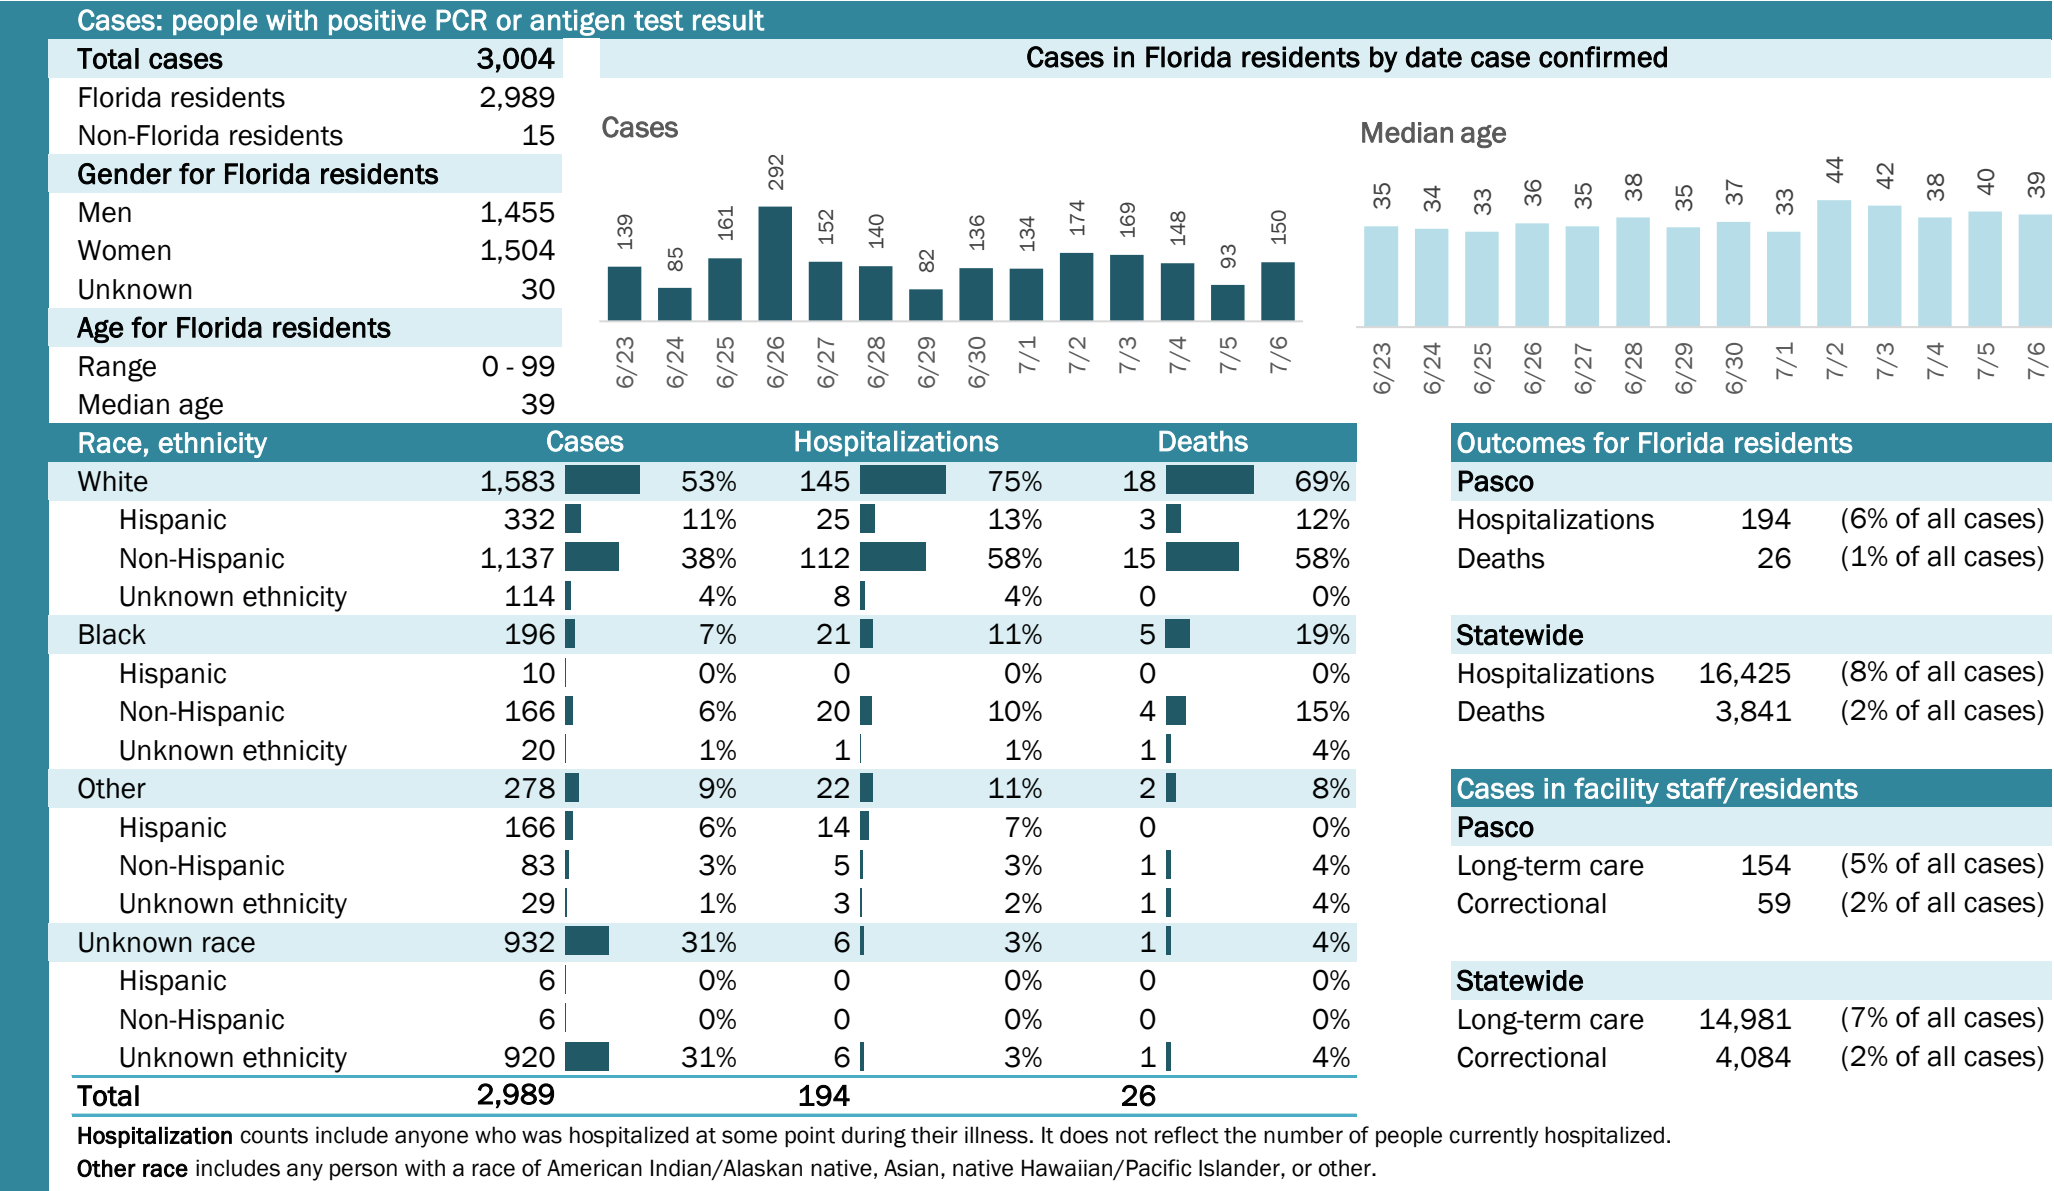 Cases: people with positive PCR or antigen test result
Total cases 3,004
Florida residents 2,989
Non-Florida residents 15
Gender for Florida residents
Men 1,455
Women 1,504
Unknown 30
Age for Florida residents
Range 0 - 99
Median age 39
Cases in Florida residents by date case confirmed
Cases
139 85 161 292 152 140 82 136 134 174 169 148 93 150
6/23 6/24 6/25 6/26 6/27 6/28 6/29 6/30 7/1 7/2 7/3 7/4 7/5 7/6
Median age
35 34 33 36 35 38 35 37 33 44 42 38 40 39
6/23 6/24 6/25 6/26 6/27 6/28 6/29 6/30 7/1 7/2 7/3 7/4 7/5 7/6
Race, ethnicity Cases Hospitalizations Deaths
White 1,583 53% 145 75% 18 69%
Hispanic 332 11% 25 13% 3 12%
Non-Hispanic 1,137 38% 112 58% 15 58%
Unknown ethnicity 114 4% 8 4% 0 0%
Black 196 7% 21 11% 5 19%
Hispanic 10 0% 0 0% 0 0%
Non-Hispanic 166 6% 20 10% 4 15%
Unknown ethnicity 20 1% 1 1% 1 4%
Other 278 9% 22 11% 2 8%
Hispanic 166 6% 14 7% 0 0%
Non-Hispanic 83 3% 5 3% 1 4%
Unknown ethnicity 29 1% 3 2% 1 4%
Unknown race 932 31% 6 3% 1 4%
Hispanic 6 0% 0 0% 0 0%
Non-Hispanic 6 0% 0 0% 0 0%
Unknown ethnicity 920 31% 6 3% 1 4%
Total 2,989 194 26
Outcomes for Florida residents
Pasco
Hospitalizations 194 (6% of all cases)
Deaths 26 (1% of all cases)
Statewide
Hospitalizations 16,425 (8% of all cases)
Deaths 3,841 (2% of all cases)
Cases in facility staff/residents
Pasco
Long-term care 154 (5% of all cases)
Correctional 59 (2% of all cases)
Statewide
Long-term care 14,981 (7% of all cases)
Correctional 4,084 (2% of all cases)
Hospitalization counts include anyone who was hospitalized at some point during their illness. It does not reflect the number of people currently hospitalized.
Other race includes any person with a race of American Indian/Alaskan native, Asian, native Hawaiian/Pacific Islander, or other.